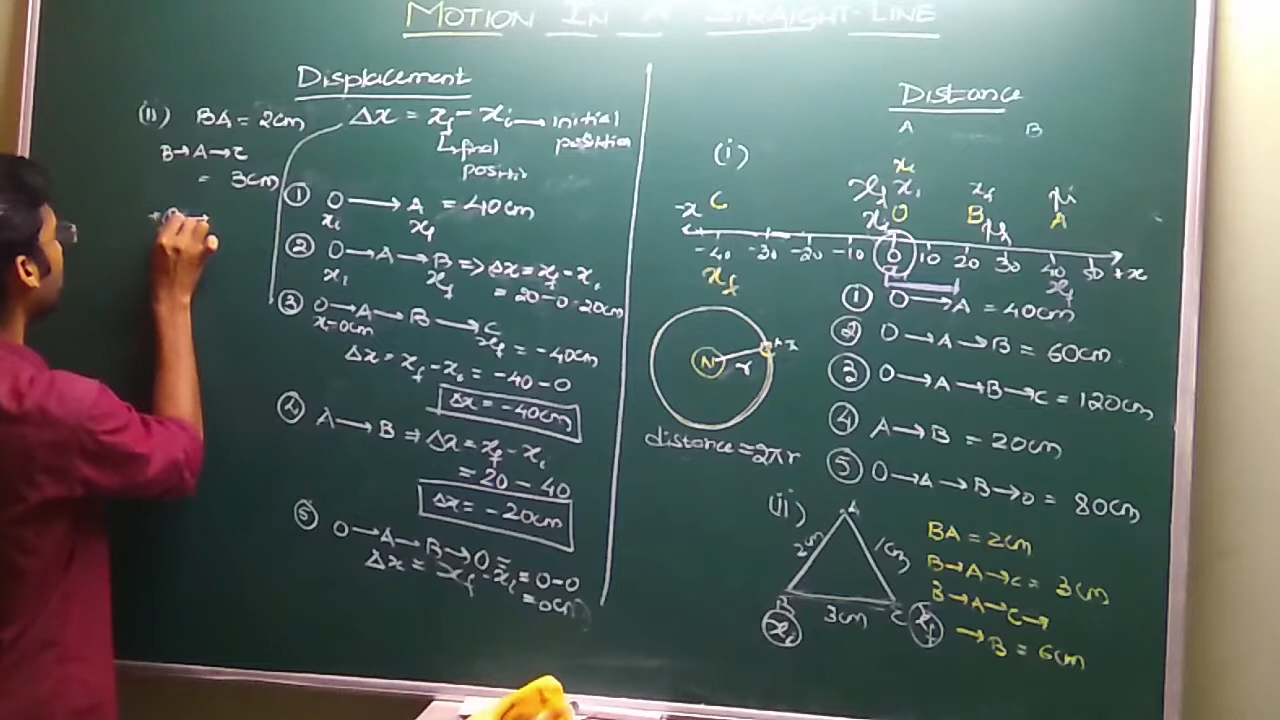 MOTION IN A STRAIGHT-LINE
Displacement
(ii) BA = 2cm
B→A→C
= 3cm
→B→
Δx = x_f - x_i → initial position
↳ final
① O → A = 40cm
x_i x_f
② O→A→B => Δx = x_f - x_i
x_i x_f = 20-0-20cm
③ O→A→B→C
x-0cm x_f = -40cm
Δx = x_f - x_i = -40-0
Δx = -40cm
④ A→B ⇒ Δx = x_f - x_i
= 20 - 40
Δx = -20cm
⑤ O→A→B→O =
Δx = x_f - x_i = 0-0
= 0cm
Distance
A B
(i)
x_i
x_f x_i x_f
-x C x_i O B A
-40 -30 -20 -10 0 10 20 30 40 50 +x
x_f x_f
① O→A = 40cm
② O→A→B = 60cm
③ O→A→B→C = 120cm
④ A→B = 20cm
⑤ O→A→B→O = 80cm
N r
distance = 2πr
(ii) A
2cm 1cm
B 3cm C
x_i x_f
BA = 2cm
B→A→C = 3cm
B→A→C→
→B = 6cm